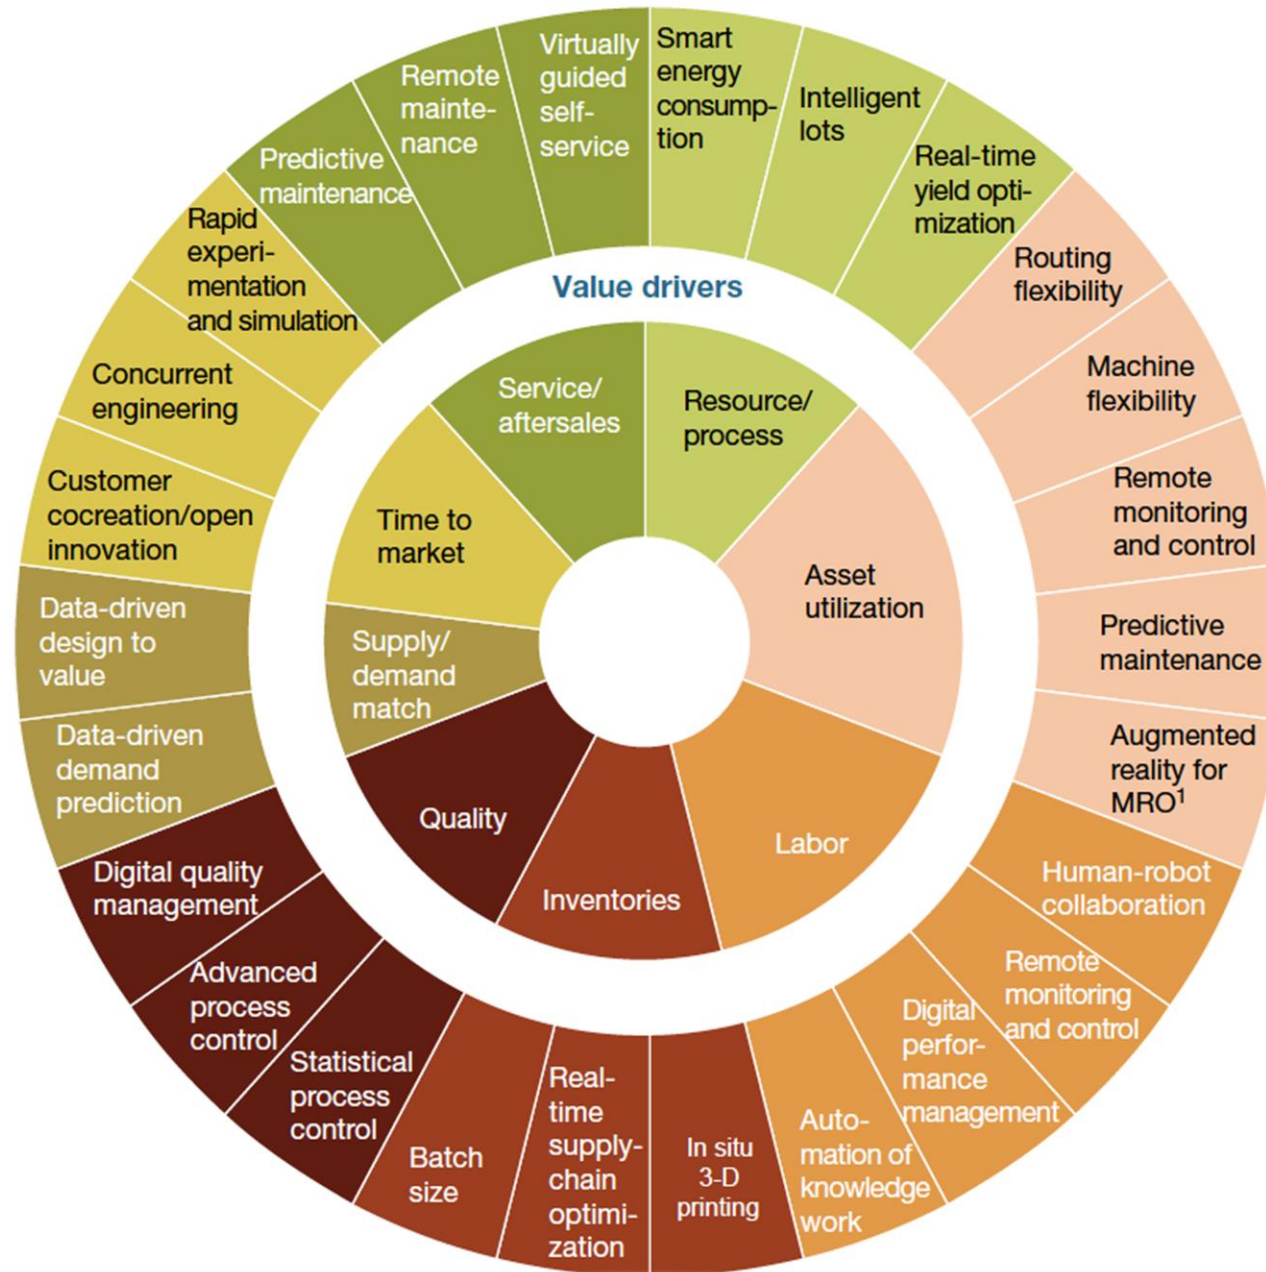 Smart
energy
consump-
tion
Intelligent
lots
Real-time
yield opti-
mization
Routing
flexibility
Machine
flexibility
Remote
monitoring
and control
Predictive
maintenance
Augmented
reality for
MRO¹
Human-robot
collaboration
Remote
monitoring
and control
Digital
perfor-
mance
management
Auto-
mation of
knowledge
work
In situ
3-D
printing
Real-
time
supply-
chain
optimi-
zation
Batch
size
Statistical
process
control
Advanced
process
control
Digital quality
management
Data-driven
demand
prediction
Data-driven
design to
value
Customer
cocreation/open
innovation
Concurrent
engineering
Rapid
experi-
mentation
and simulation
Predictive
maintenance
Remote
mainte-
nance
Virtually
guided
self-
service
Value drivers
Resource/
process
Asset
utilization
Labor
Inventories
Quality
Supply/
demand
match
Time to
market
Service/
aftersales